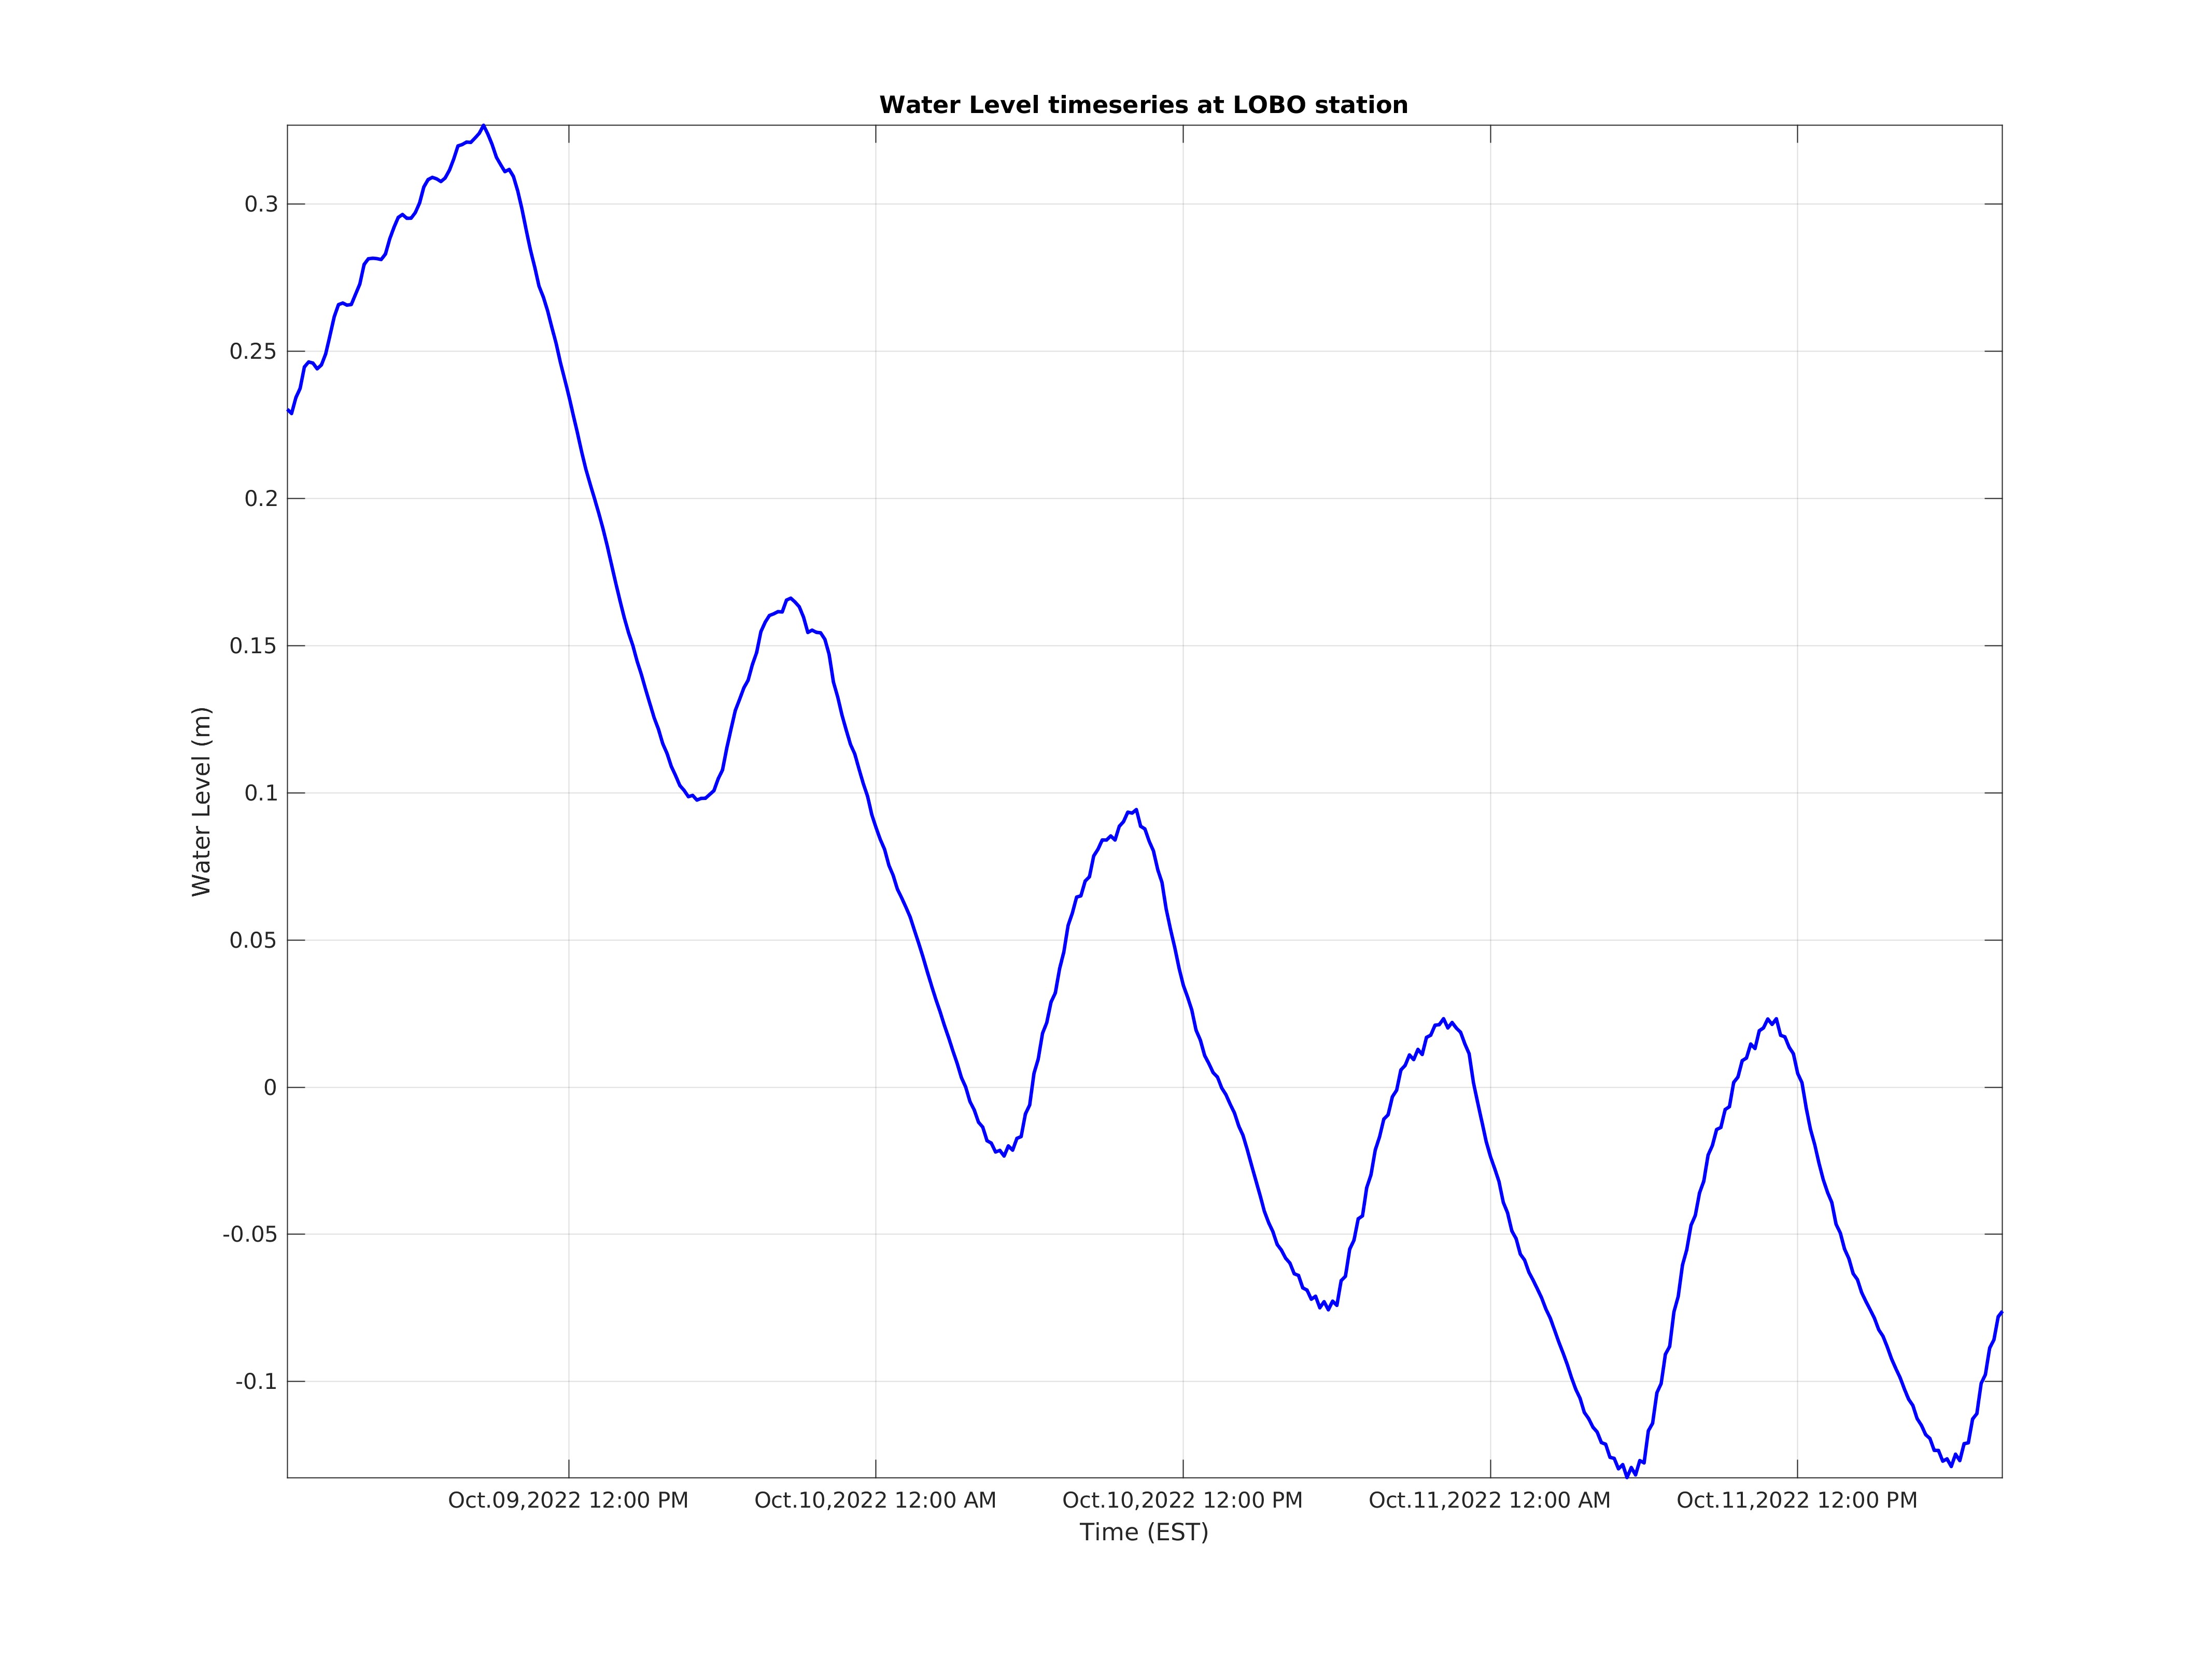 Water Level timeseries at LOBO station
0.3
0.25
0.2
0.15
0.1
0.05
0
-0.05
-0.1
Water Level (m)
Oct.09,2022 12:00 PM
Oct.10,2022 12:00 AM
Oct.10,2022 12:00 PM
Oct.11,2022 12:00 AM
Oct.11,2022 12:00 PM
Time (EST)